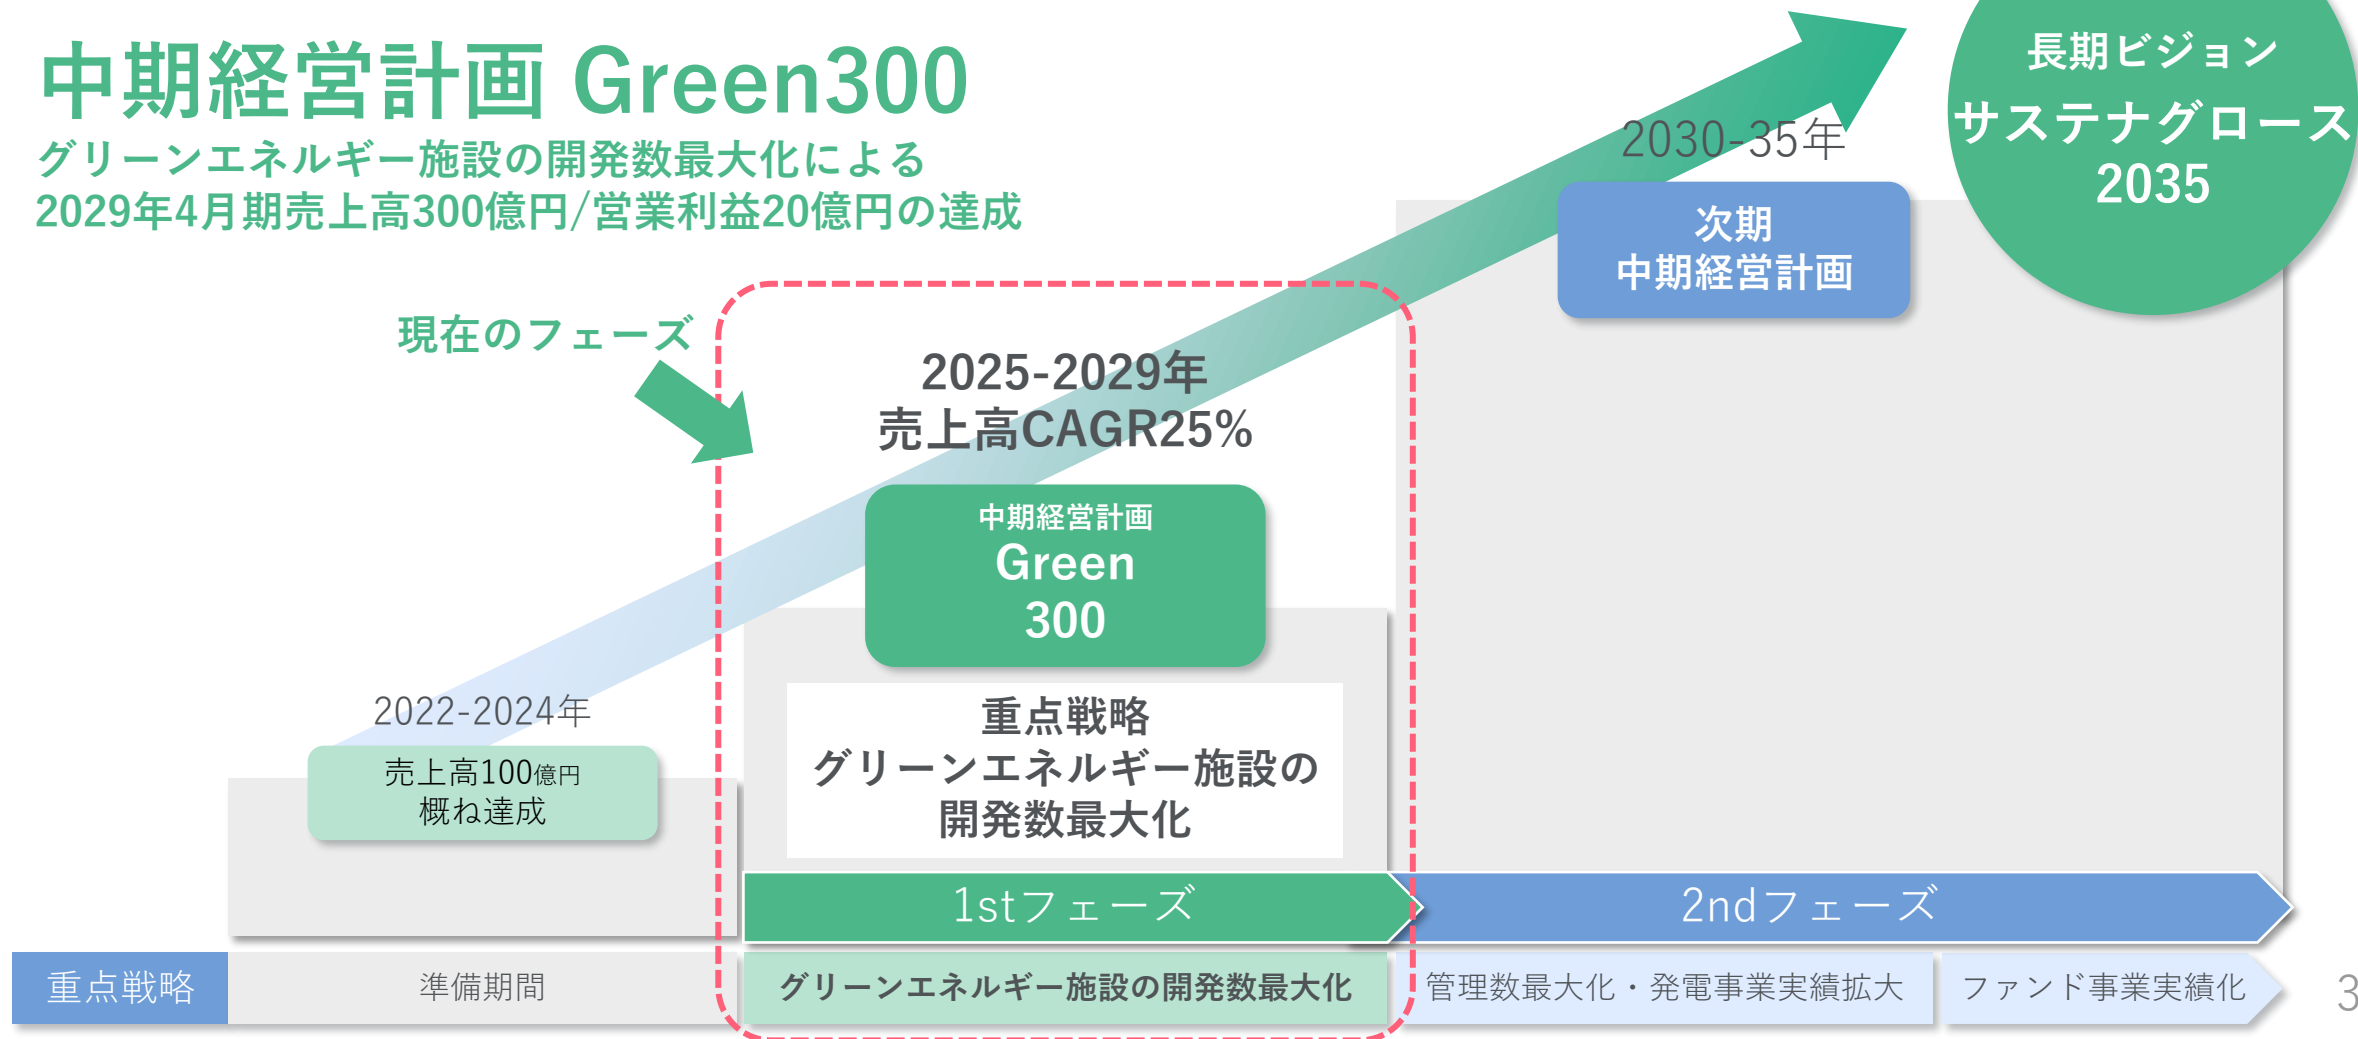 中期経営計画 Green300
グリーンエネルギー施設の開発数最大化による
2029年4月期売上高300億円/営業利益20億円の達成
長期ビジョン
サステナグロース
2035
2030-35年
次期
中期経営計画
現在のフェーズ
2025-2029年
売上高CAGR25%
中期経営計画
Green
300
重点戦略
グリーンエネルギー施設の
開発数最大化
2022-2024年
売上高100億円
概ね達成
1stフェーズ
2ndフェーズ
重点戦略
準備期間
グリーンエネルギー施設の開発数最大化
管理数最大化・発電事業実績拡大
ファンド事業実績化
3